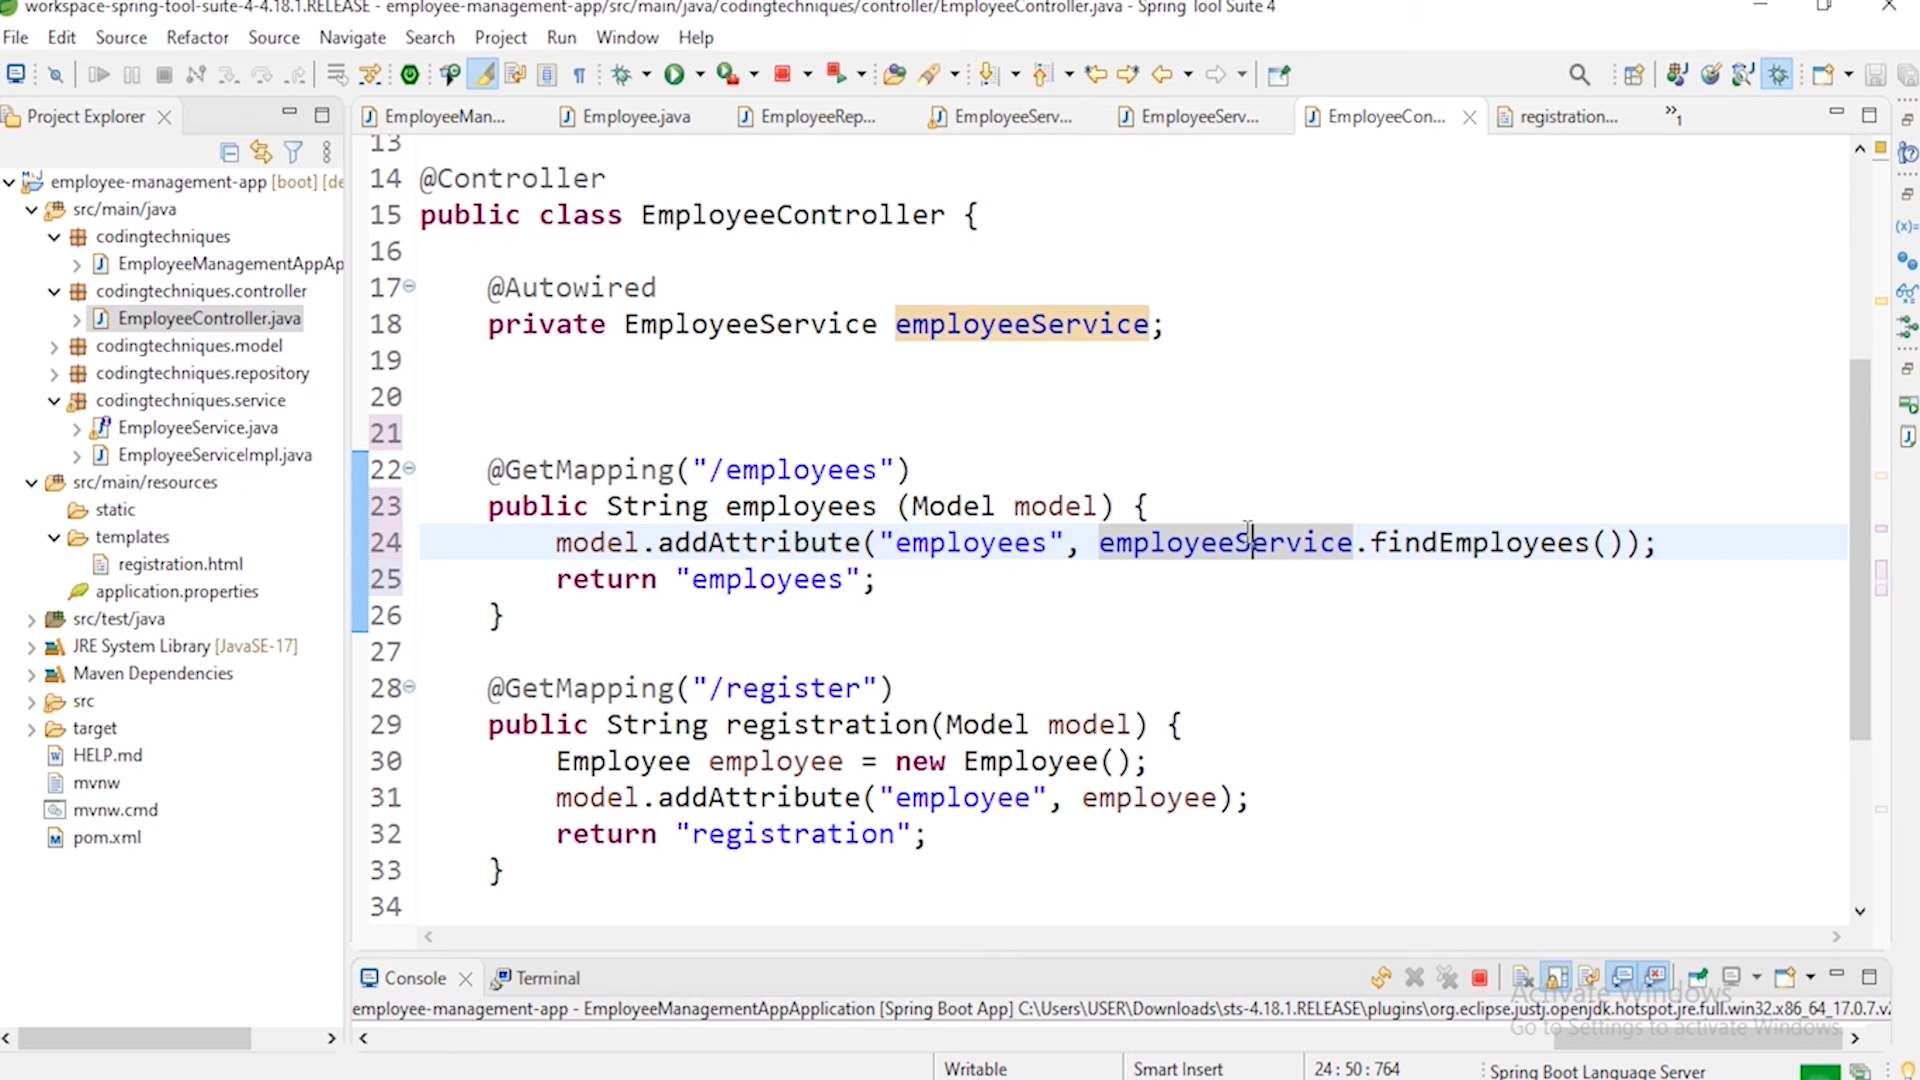 workspace-spring-tool-suite-4-4.18.1.RELEASE - employee-management-app/src/main/java/codingtechniques/controller/EmployeeController.java - Spring Tool Suite 4
File Edit Source Refactor Source Navigate Search Project Run Window Help
Project Explorer
EmployeeMan... Employee.java EmployeeRep... EmployeeServ... EmployeeServ... EmployeeCon... registration... »1
employee-management-app [boot] [de
src/main/java
codingtechniques
EmployeeManagementAppAp
codingtechniques.controller
EmployeeController.java
codingtechniques.model
codingtechniques.repository
codingtechniques.service
EmployeeService.java
EmployeeServiceImpl.java
src/main/resources
static
templates
registration.html
application.properties
src/test/java
JRE System Library [JavaSE-17]
Maven Dependencies
src
target
HELP.md
mvnw
mvnw.cmd
pom.xml
13
14 @Controller
15 public class EmployeeController {
16
17 @Autowired
18 private EmployeeService employeeService;
19
20
21
22 @GetMapping("/employees")
23 public String employees (Model model) {
24 model.addAttribute("employees", employeeService.findEmployees());
25 return "employees";
26 }
27
28 @GetMapping("/register")
29 public String registration(Model model) {
30 Employee employee = new Employee();
31 model.addAttribute("employee", employee);
32 return "registration";
33 }
34
Console Terminal
employee-management-app - EmployeeManagementAppApplication [Spring Boot App] C:\Users\USER\Downloads\sts-4.18.1.RELEASE\plugins\org.eclipse.justj.openjdk.hotspot.jre.full.win32.x86_64_17.0.7.v
Activate Windows
Go to Settings to activate Windows.
Writable Smart Insert 24 : 50 : 764 Spring Boot Language Server